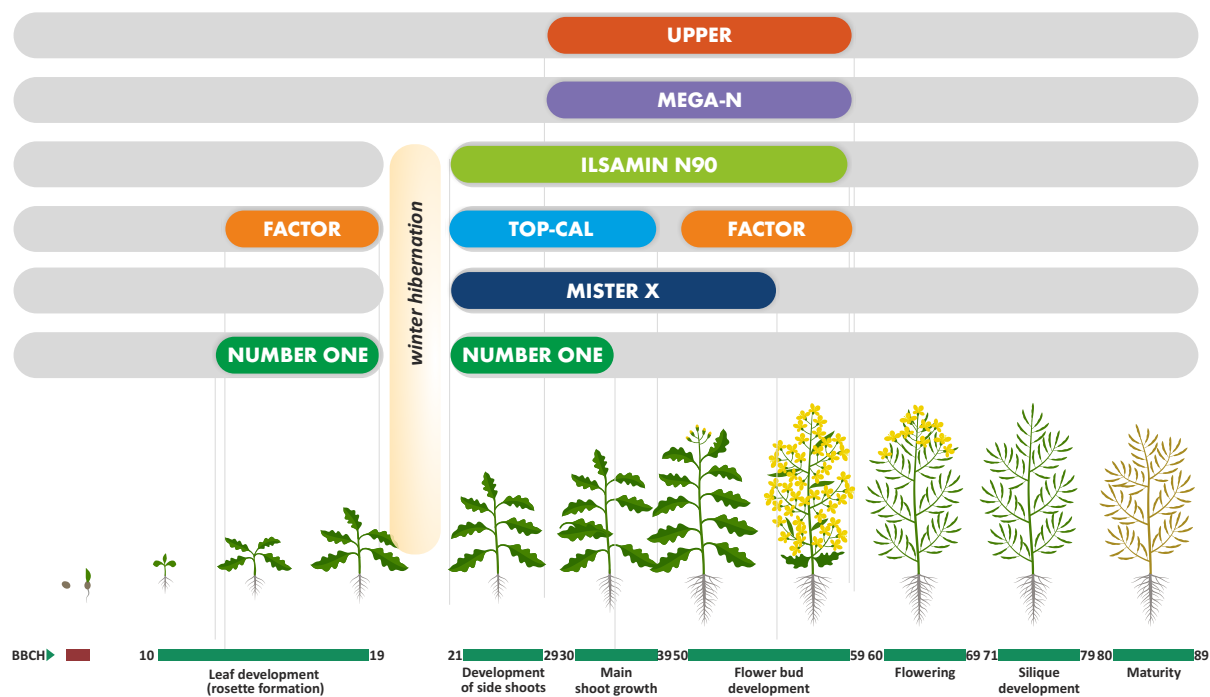 UPPER
MEGA-N
ILSAMIN N90
FACTOR
TOP-CAL
FACTOR
MISTER X
NUMBER ONE
NUMBER ONE
winter hibernation
BBCH 10 19 21 29 30 39 50 59 60 69 71 79 80 89
Leaf development
(rosette formation)
Development
of side shoots
Main
shoot growth
Flower bud
development
Flowering
Silique
development
Maturity